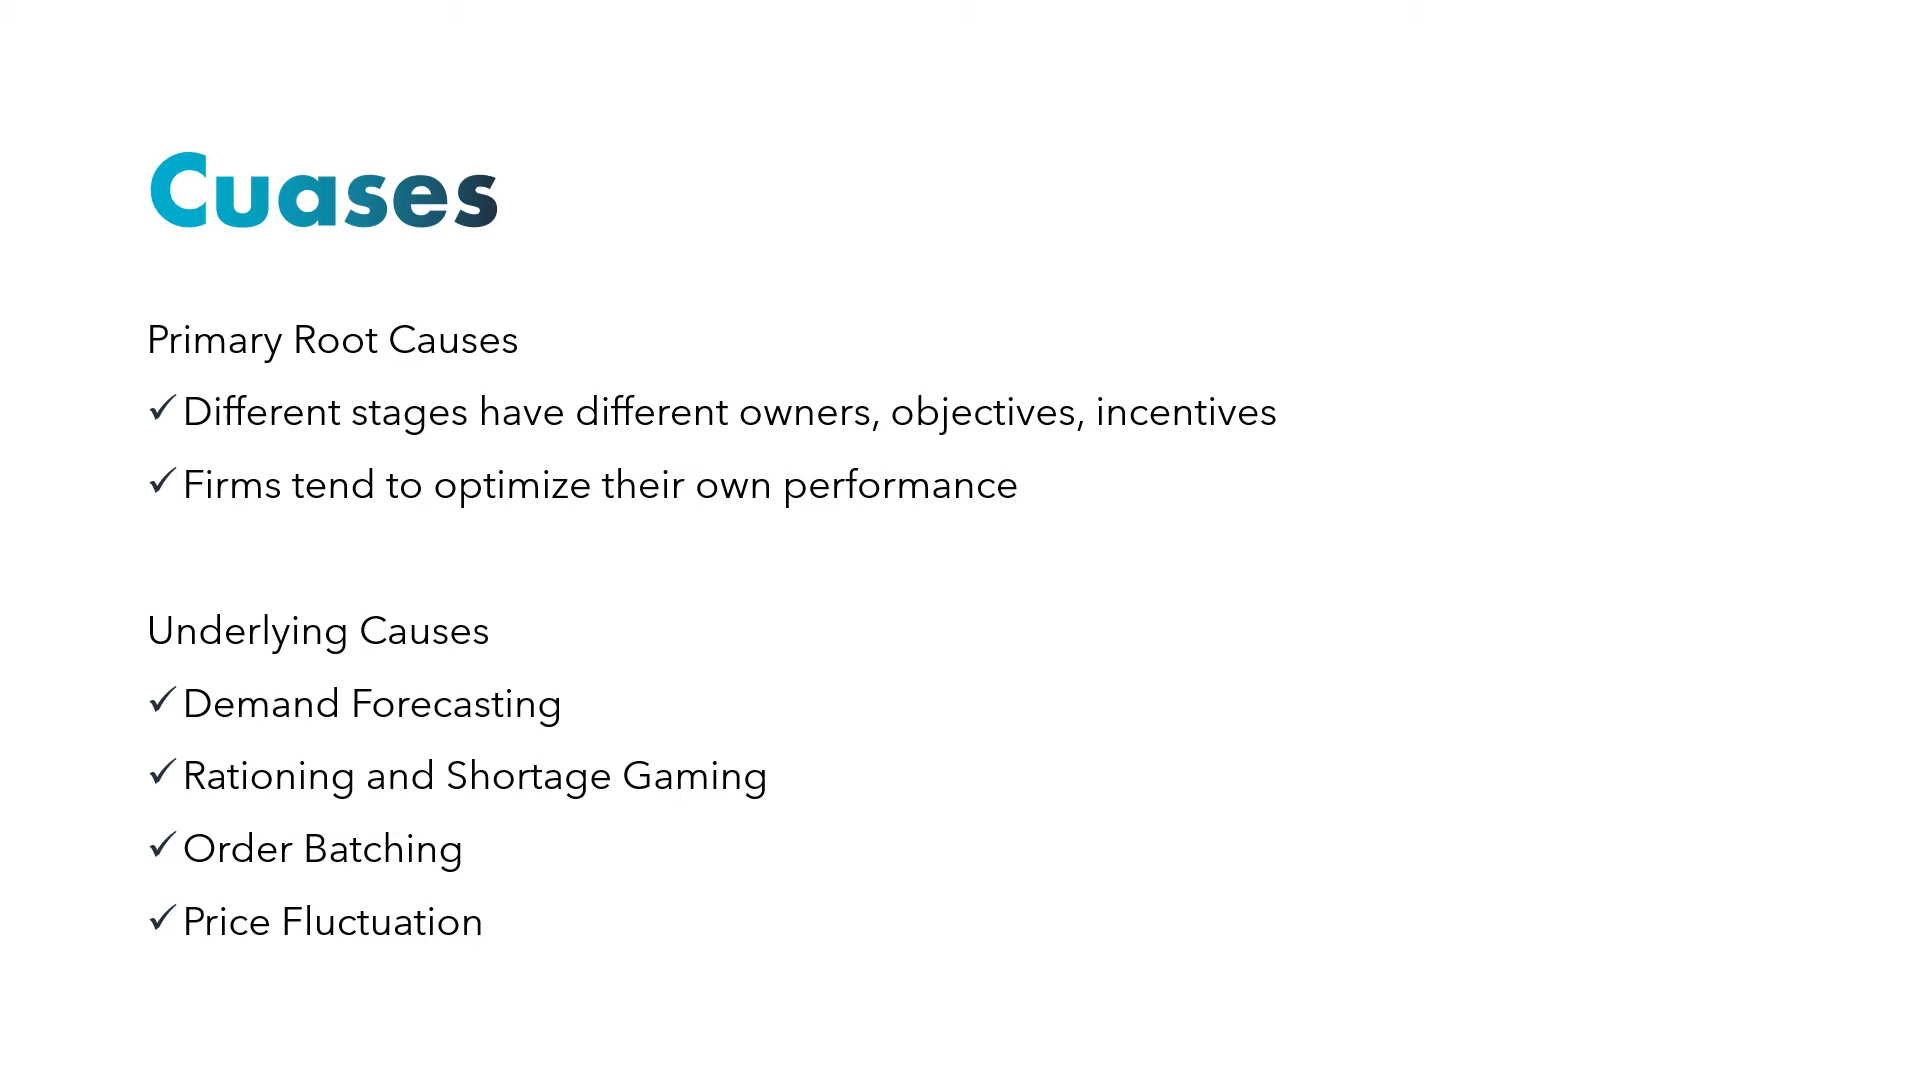 Cuases
Primary Root Causes
✓ Different stages have different owners, objectives, incentives
✓ Firms tend to optimize their own performance
Underlying Causes
✓ Demand Forecasting
✓ Rationing and Shortage Gaming
✓ Order Batching
✓ Price Fluctuation